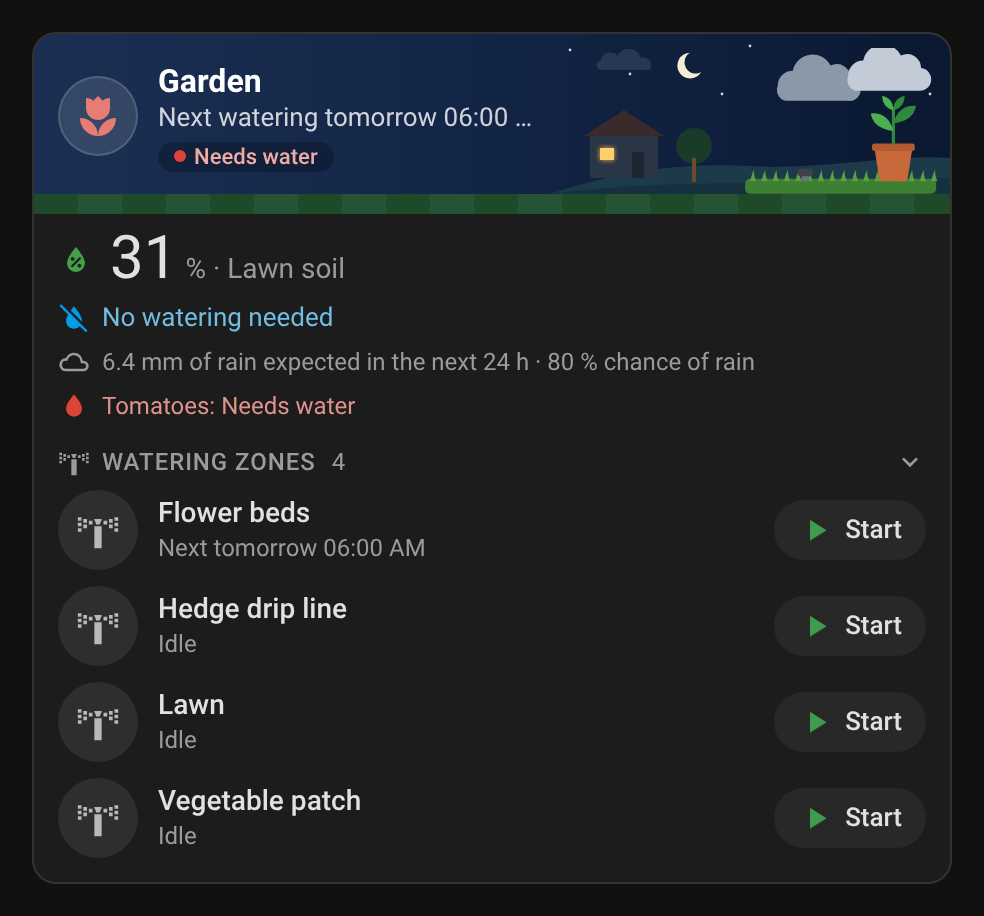 Garden
Next watering tomorrow 06:00 ...
Needs water
31 % · Lawn soil
No watering needed
6.4 mm of rain expected in the next 24 h · 80 % chance of rain
Tomatoes: Needs water
WATERING ZONES 4
Flower beds
Next tomorrow 06:00 AM
Start
Hedge drip line
Idle
Start
Lawn
Idle
Start
Vegetable patch
Idle
Start